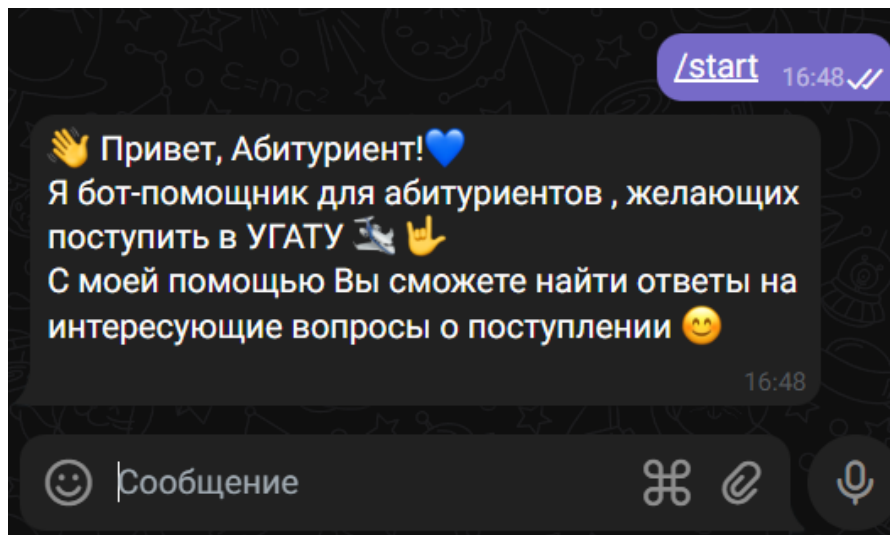 /start 16:48
👋 Привет, Абитуриент!💙
Я бот-помощник для абитуриентов , желающих
поступить в УГАТУ 🛩 🤟
С моей помощью Вы сможете найти ответы на
интересующие вопросы о поступлении 😊
16:48
Сообщение